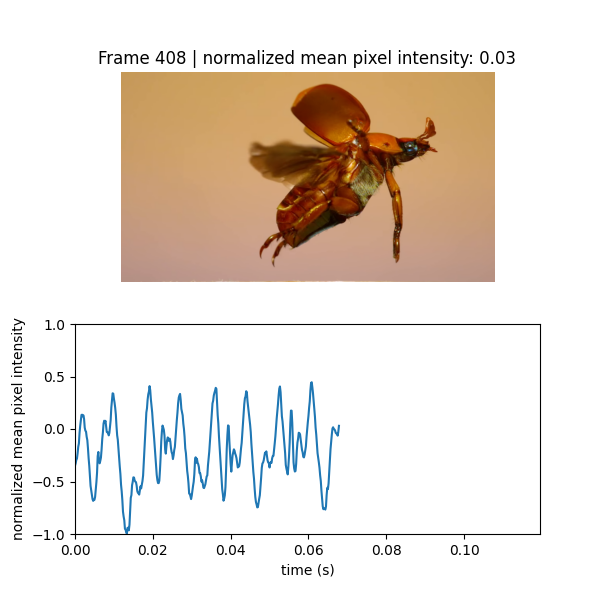 Frame 408 | normalized mean pixel intensity: 0.03
normalized mean pixel intensity
1.0
0.5
0.0
−0.5
−1.0
0.00 0.02 0.04 0.06 0.08 0.10
time (s)